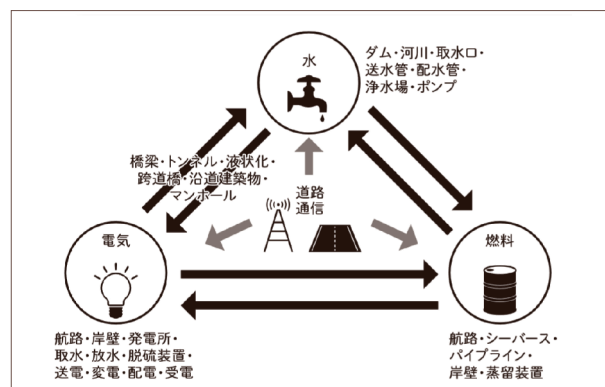 水
ダム・河川・取水口・
送水管・配水管・
浄水場・ポンプ
橋梁・トンネル・液状化・
跨道橋・沿道建築物・
マンホール
道路
通信
電気
航路・岸壁・発電所・
取水・放水・脱硫装置・
送電・変電・配電・受電
燃料
航路・シーバース・
パイプライン・
岸壁・蒸留装置